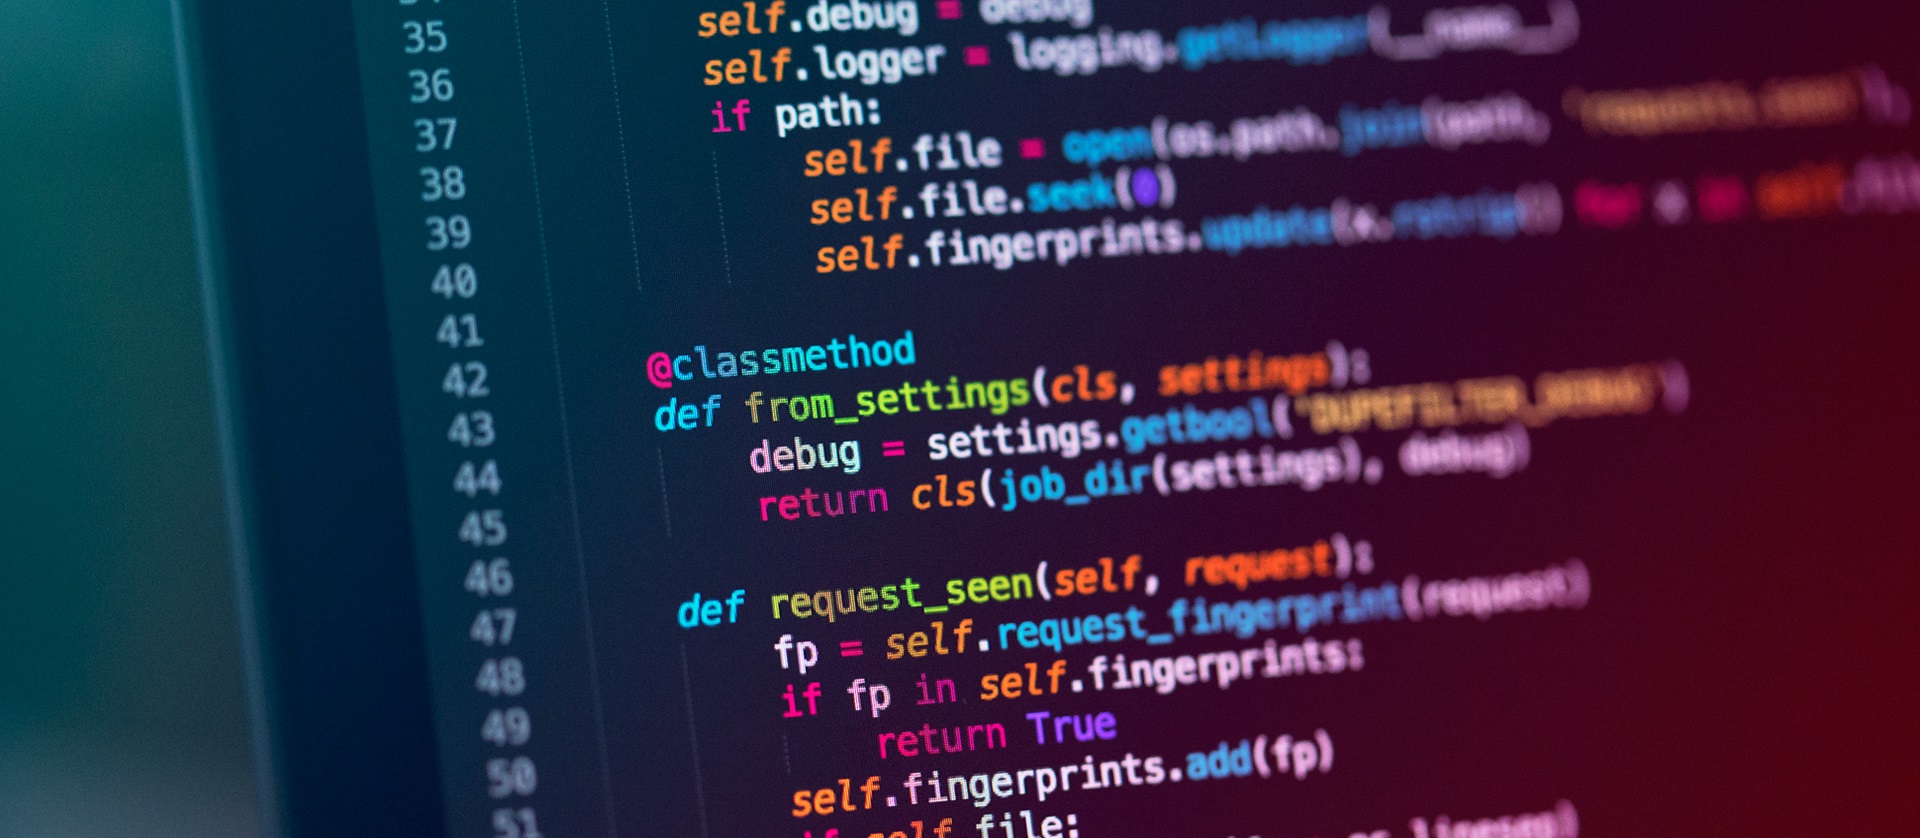 35 self.debug = debug
36 self.logger = logging.getLogger(__name__)
37 if path:
38 self.file = open(os.path.join(path, 'requests.seen'),
39 self.file.seek(0)
40 self.fingerprints.update(x.rstrip() for x in self.file
41
42 @classmethod
43 def from_settings(cls, settings):
44 debug = settings.getbool('DUPEFILTER_DEBUG')
45 return cls(job_dir(settings), debug)
46
47 def request_seen(self, request):
48 fp = self.request_fingerprint(request)
49 if fp in self.fingerprints:
50 return True
51 self.fingerprints.add(fp)
if self.file:
os.linesep)